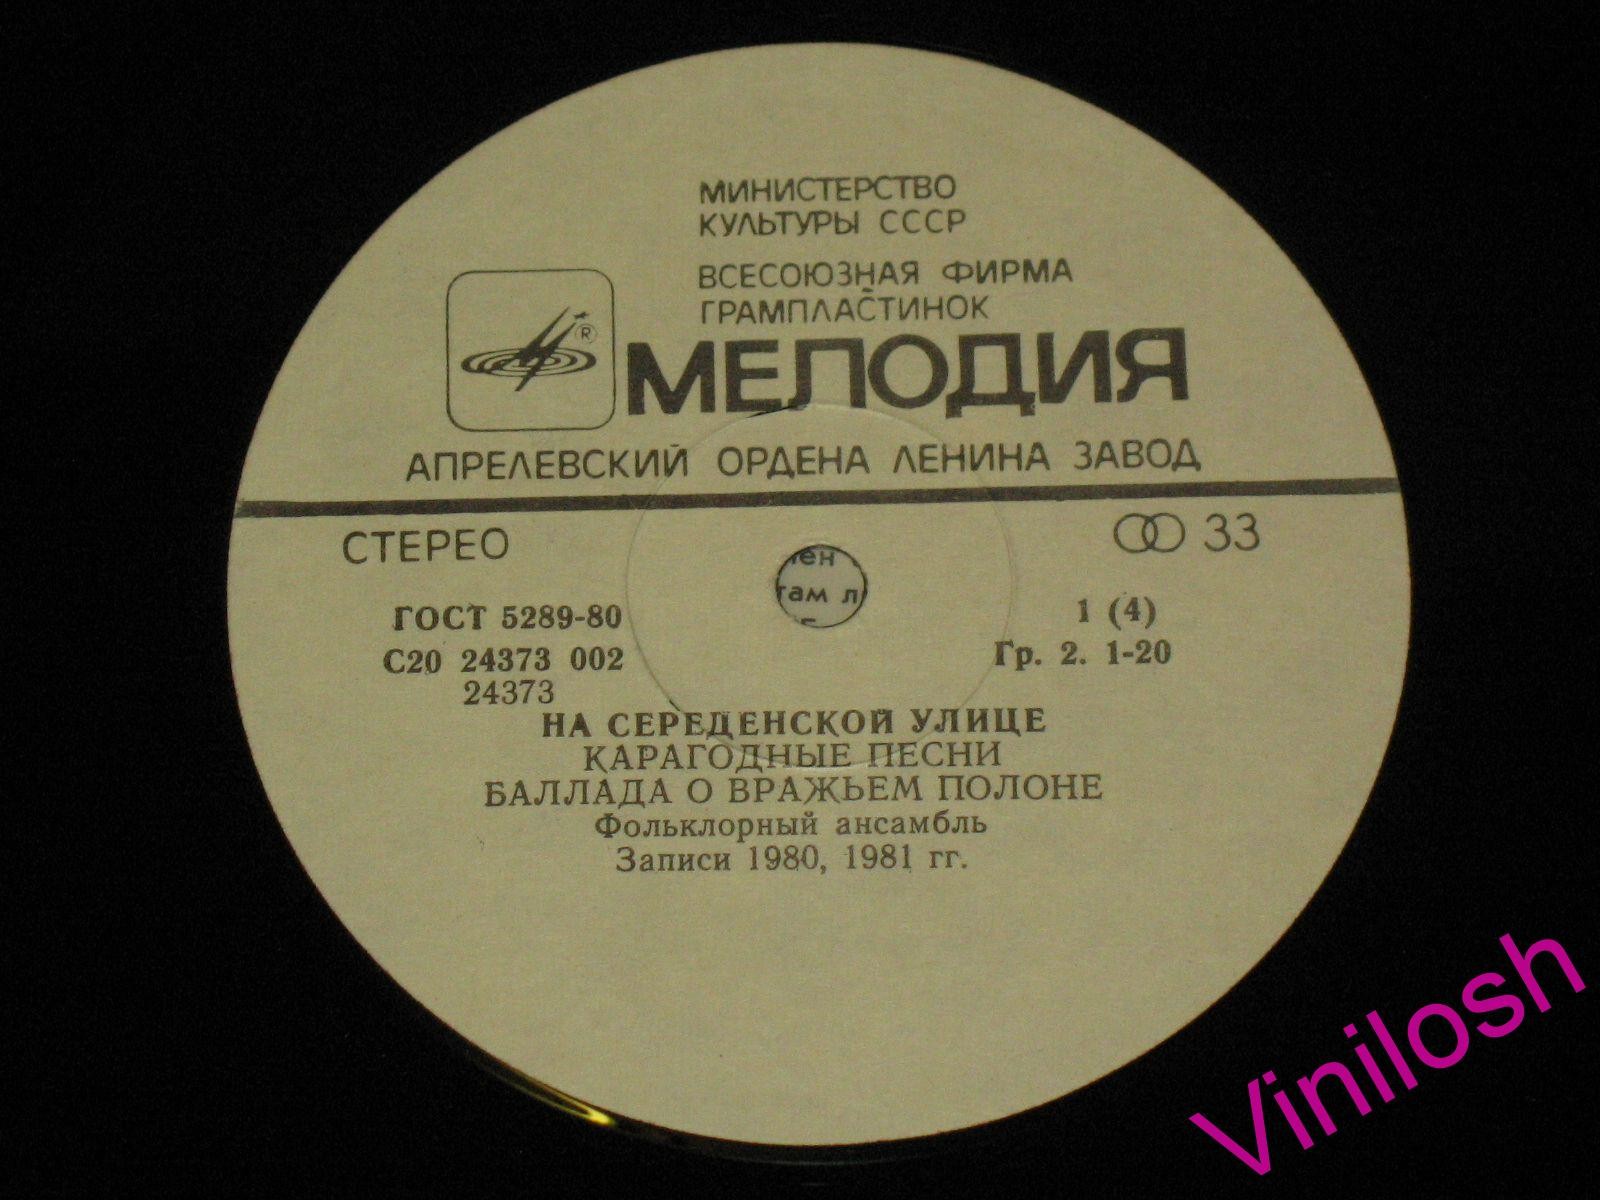 МИНИСТЕРСТВО
КУЛЬТУРЫ СССР
ВСЕСОЮЗНАЯ ФИРМА
ГРАМПЛАСТИНОК
®
МЕЛОДИЯ
АПРЕЛЕВСКИЙ ОРДЕНА ЛЕНИНА ЗАВОД
СТЕРЕО
33
ГОСТ 5289-80
1 (4)
С20 24373 002
Гр. 2. 1-20
24373
НА СЕРЕДЕНСКОЙ УЛИЦЕ
КАРАГОДНЫЕ ПЕСНИ
БАЛЛАДА О ВРАЖЬЕМ ПОЛОНЕ
Фольклорный ансамбль
Записи 1980, 1981 гг.
Vinilosh